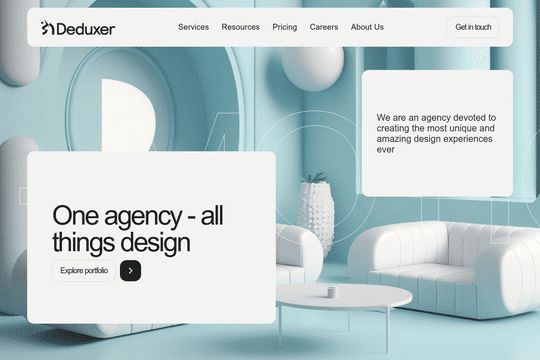 Deduxer
Services
Resources
Pricing
Careers
About Us
Get in touch
We are an agency devoted to
creating the most unique and
amazing design experiences
ever
One agency - all
things design
Explore portfolio